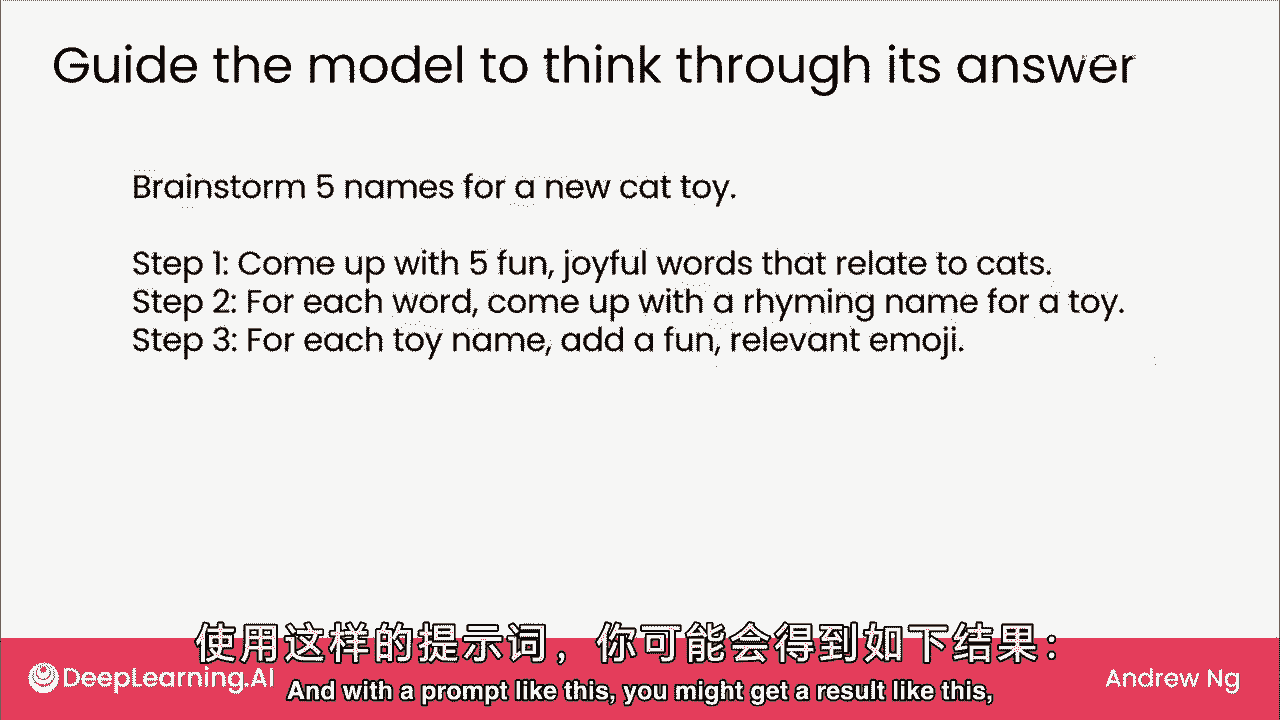 Guide the model to think through its answer
Brainstorm 5 names for a new cat toy.
Step 1: Come up with 5 fun, joyful words that relate to cats.
Step 2: For each word, come up with a rhyming name for a toy.
Step 3: For each toy name, add a fun, relevant emoji.
使用这样的提示词，你可能会得到如下结果：
DeepLearning.AI
And with a prompt like this, you might get a result like this,
Andrew Ng